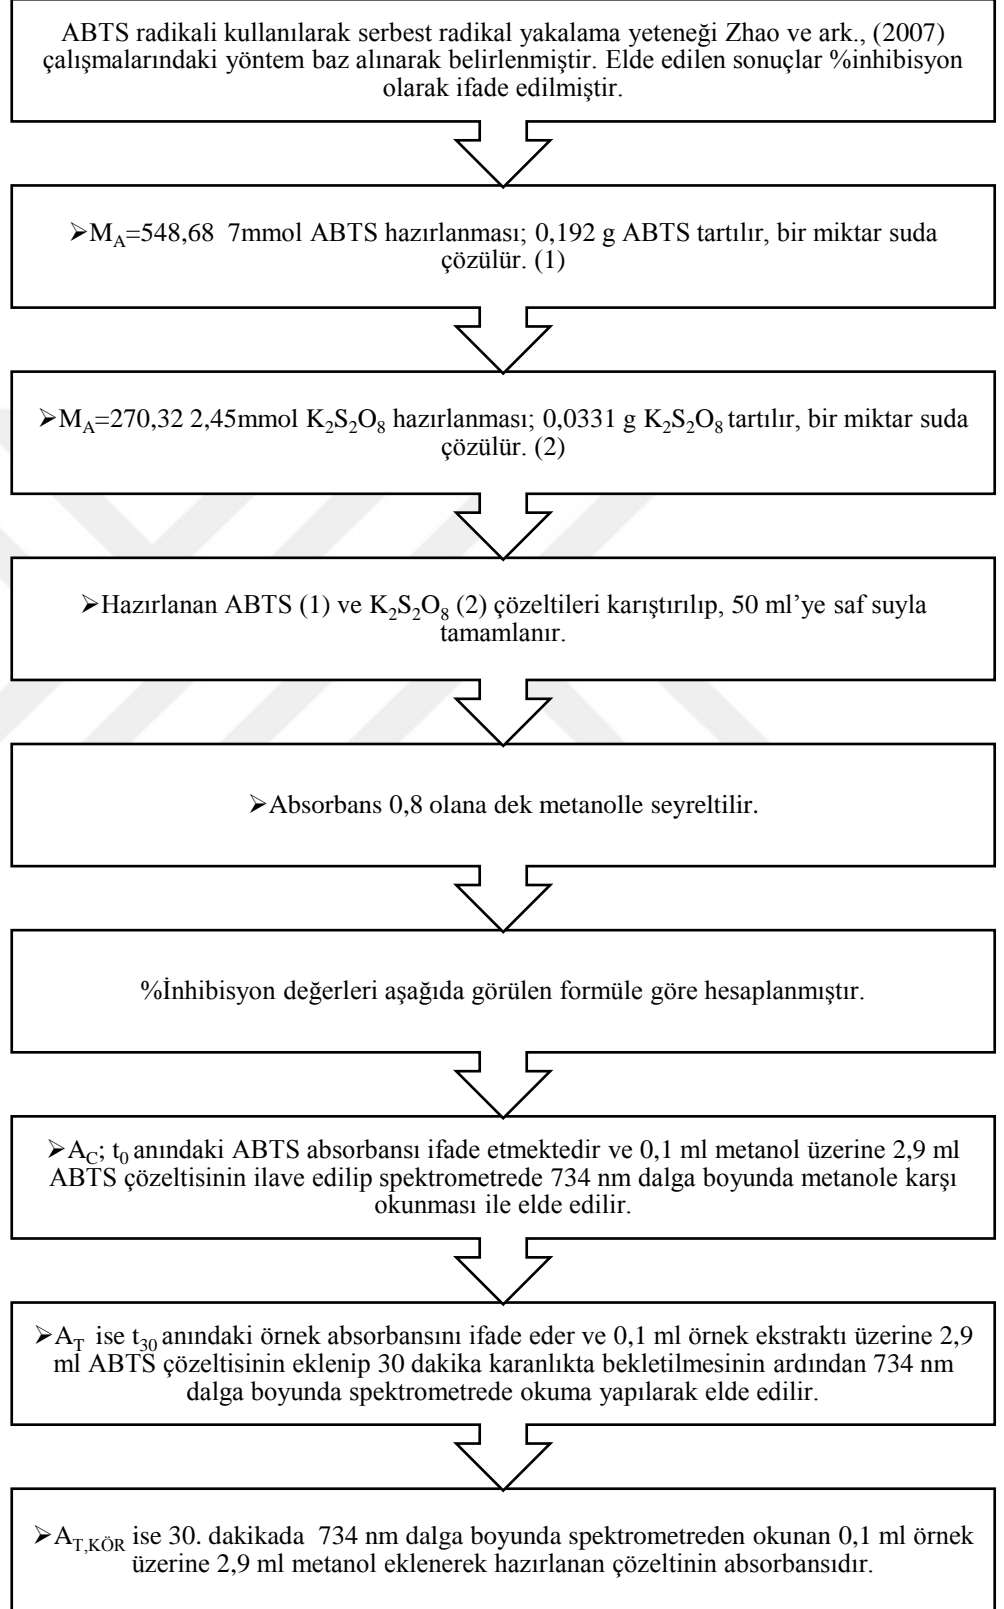 ABTS radikali kullanılarak serbest radikal yakalama yeteneği Zhao ve ark., (2007)
çalışmalarındaki yöntem baz alınarak belirlenmiştir. Elde edilen sonuçlar %inhibisyon
olarak ifade edilmiştir.
➢M_A=548,68 7mmol ABTS hazırlanması; 0,192 g ABTS tartılır, bir miktar suda
çözülür. (1)
➢M_A=270,32 2,45mmol K₂S₂O₈ hazırlanması; 0,0331 g K₂S₂O₈ tartılır, bir miktar suda
çözülür. (2)
➢Hazırlanan ABTS (1) ve K₂S₂O₈ (2) çözeltileri karıştırılıp, 50 ml’ye saf suyla
tamamlanır.
➢Absorbans 0,8 olana dek metanolle seyreltilir.
%İnhibisyon değerleri aşağıda görülen formüle göre hesaplanmıştır.
➢A_C; t₀ anındaki ABTS absorbansı ifade etmektedir ve 0,1 ml metanol üzerine 2,9 ml
ABTS çözeltisinin ilave edilip spektrometrede 734 nm dalga boyunda metanole karşı
okunması ile elde edilir.
➢A_T ise t₃₀ anındaki örnek absorbansını ifade eder ve 0,1 ml örnek ekstraktı üzerine 2,9
ml ABTS çözeltisinin eklenip 30 dakika karanlıkta bekletilmesinin ardından 734 nm
dalga boyunda spektrometrede okuma yapılarak elde edilir.
➢A_T,KÖR ise 30. dakikada 734 nm dalga boyunda spektrometreden okunan 0,1 ml örnek
üzerine 2,9 ml metanol eklenerek hazırlanan çözeltinin absorbansıdır.